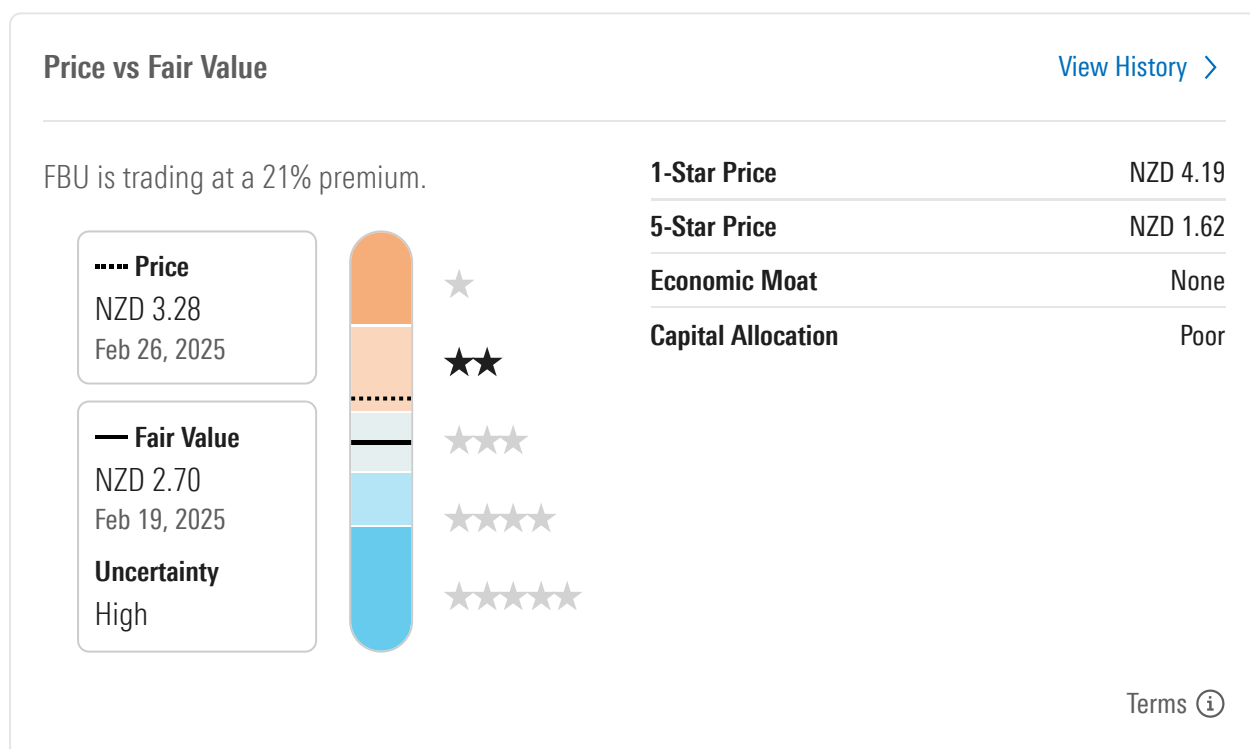 Price vs Fair Value
View History
FBU is trading at a 21% premium.
Price
NZD 3.28
Feb 26, 2025
Fair Value
NZD 2.70
Feb 19, 2025
Uncertainty
High
1-Star Price NZD 4.19
5-Star Price NZD 1.62
Economic Moat None
Capital Allocation Poor
Terms